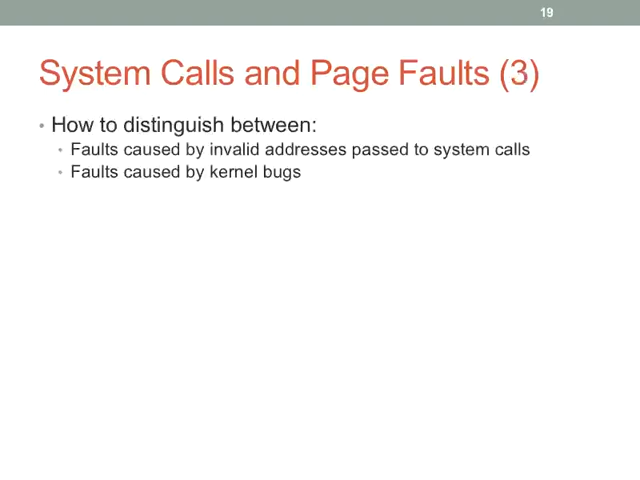 19
System Calls and Page Faults (3)
• How to distinguish between:
• Faults caused by invalid addresses passed to system calls
• Faults caused by kernel bugs